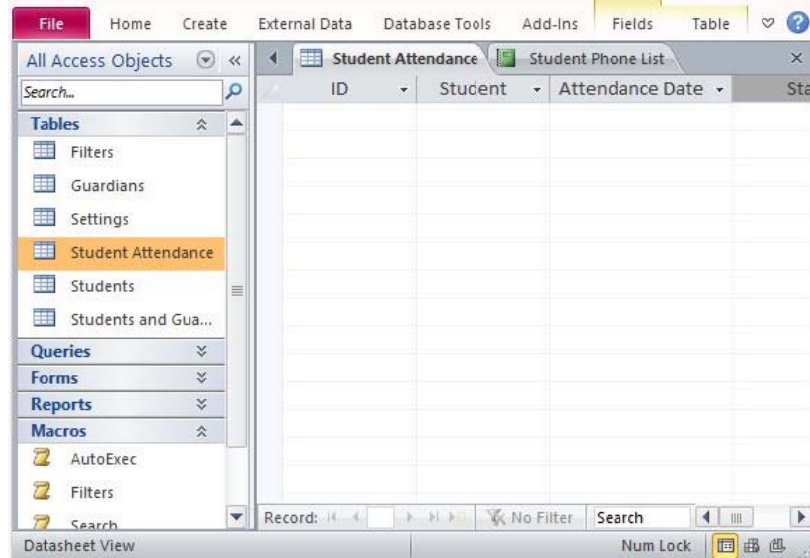 File Home Create External Data Database Tools Add-Ins Fields Table
All Access Objects
Search...
Tables
Filters
Guardians
Settings
Student Attendance
Students
Students and Gua...
Queries
Forms
Reports
Macros
AutoExec
Filters
Search
Student Attendance Student Phone List
ID Student Attendance Date Sta
Record: No Filter Search
Datasheet View Num Lock